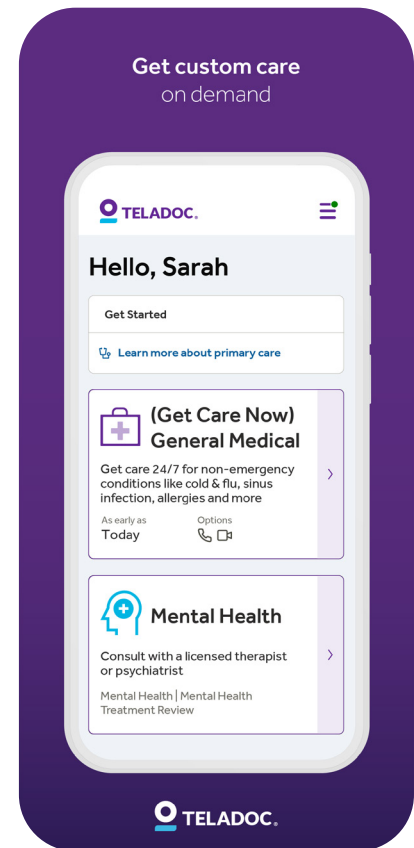 Get custom care
on demand
TELADOC.
Hello, Sarah
Get Started
Learn more about primary care
(Get Care Now)
General Medical
Get care 24/7 for non-emergency
conditions like cold & flu, sinus
infection, allergies and more
As early as
Options
Today
Mental Health
Consult with a licensed therapist
or psychiatrist
Mental Health | Mental Health
Treatment Review
TELADOC.